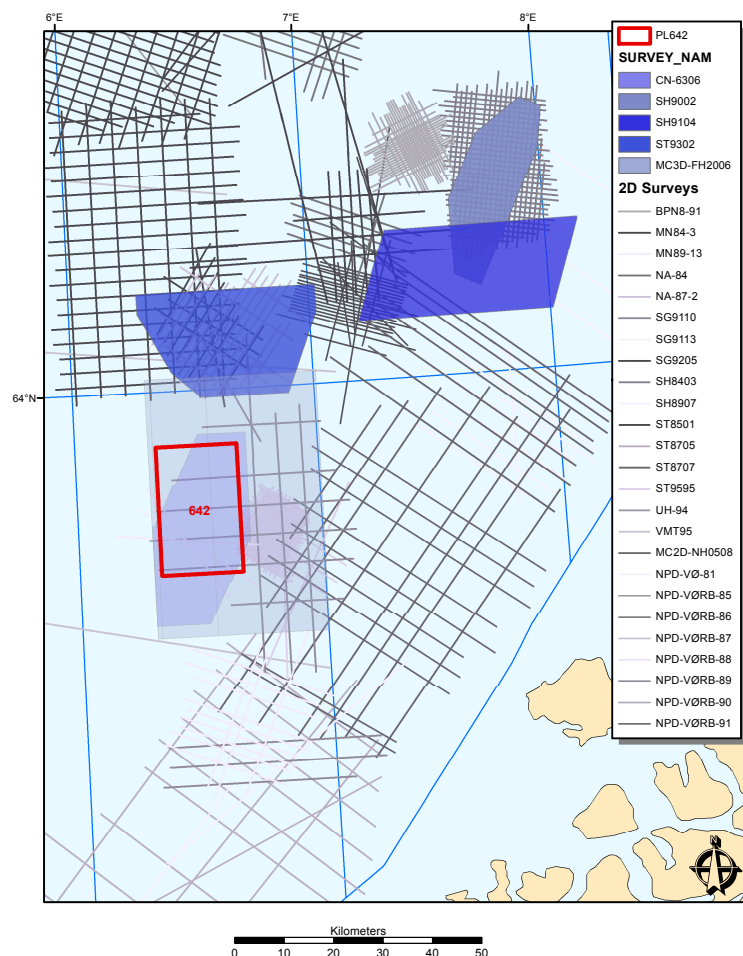 6°E
7°E
8°E
64°N
642
PL642
SURVEY_NAM
CN-6306
SH9002
SH9104
ST9302
MC3D-FH2006
2D Surveys
BPN8-91
MN84-3
MN89-13
NA-84
NA-87-2
SG9110
SG9113
SG9205
SH8403
SH8907
ST8501
ST8705
ST8707
ST9595
UH-94
VMT95
MC2D-NH0508
NPD-VØ-81
NPD-VØRB-85
NPD-VØRB-86
NPD-VØRB-87
NPD-VØRB-88
NPD-VØRB-89
NPD-VØRB-90
NPD-VØRB-91
N
Kilometers
0 10 20 30 40 50